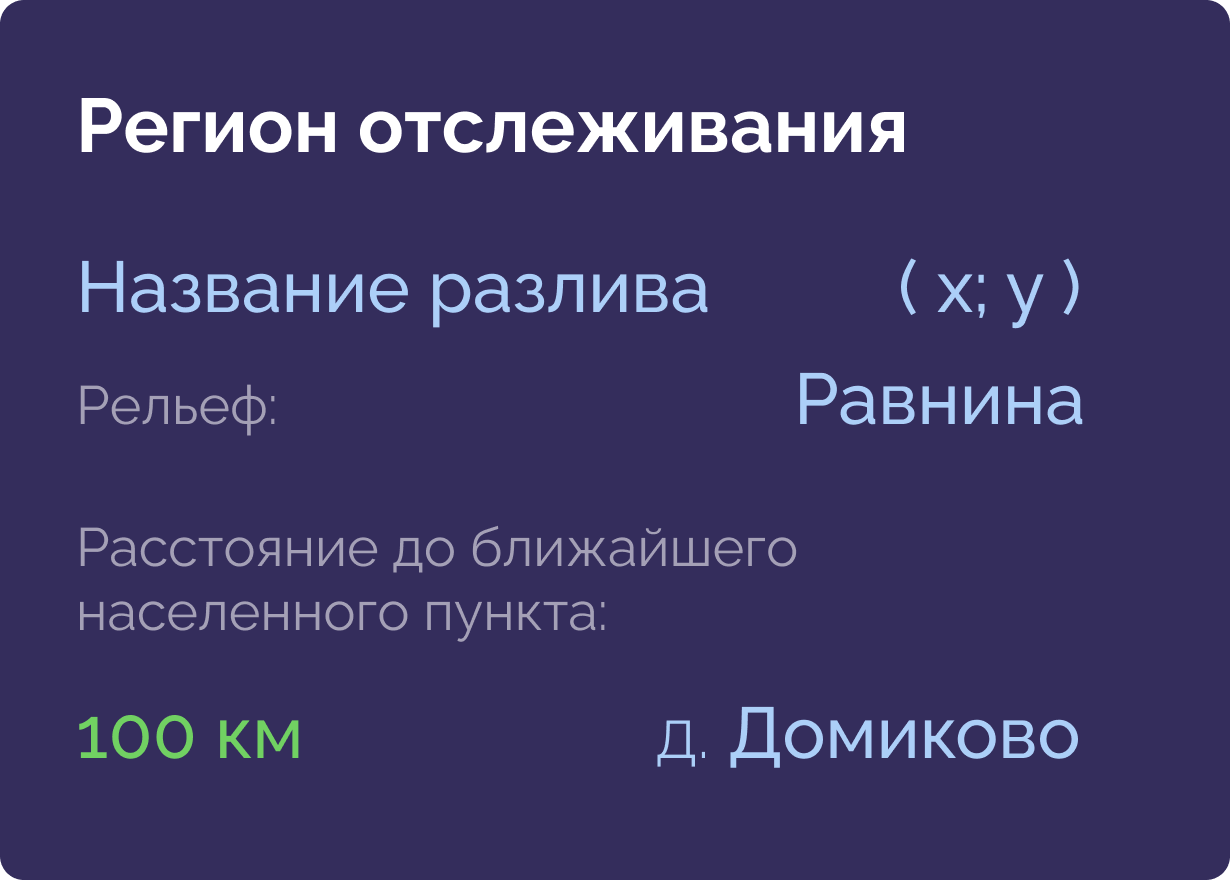 Регион отслеживания
Название разлива ( x; y )
Рельеф: Равнина
Расстояние до ближайшего
населенного пункта:
100 км д. Домиково